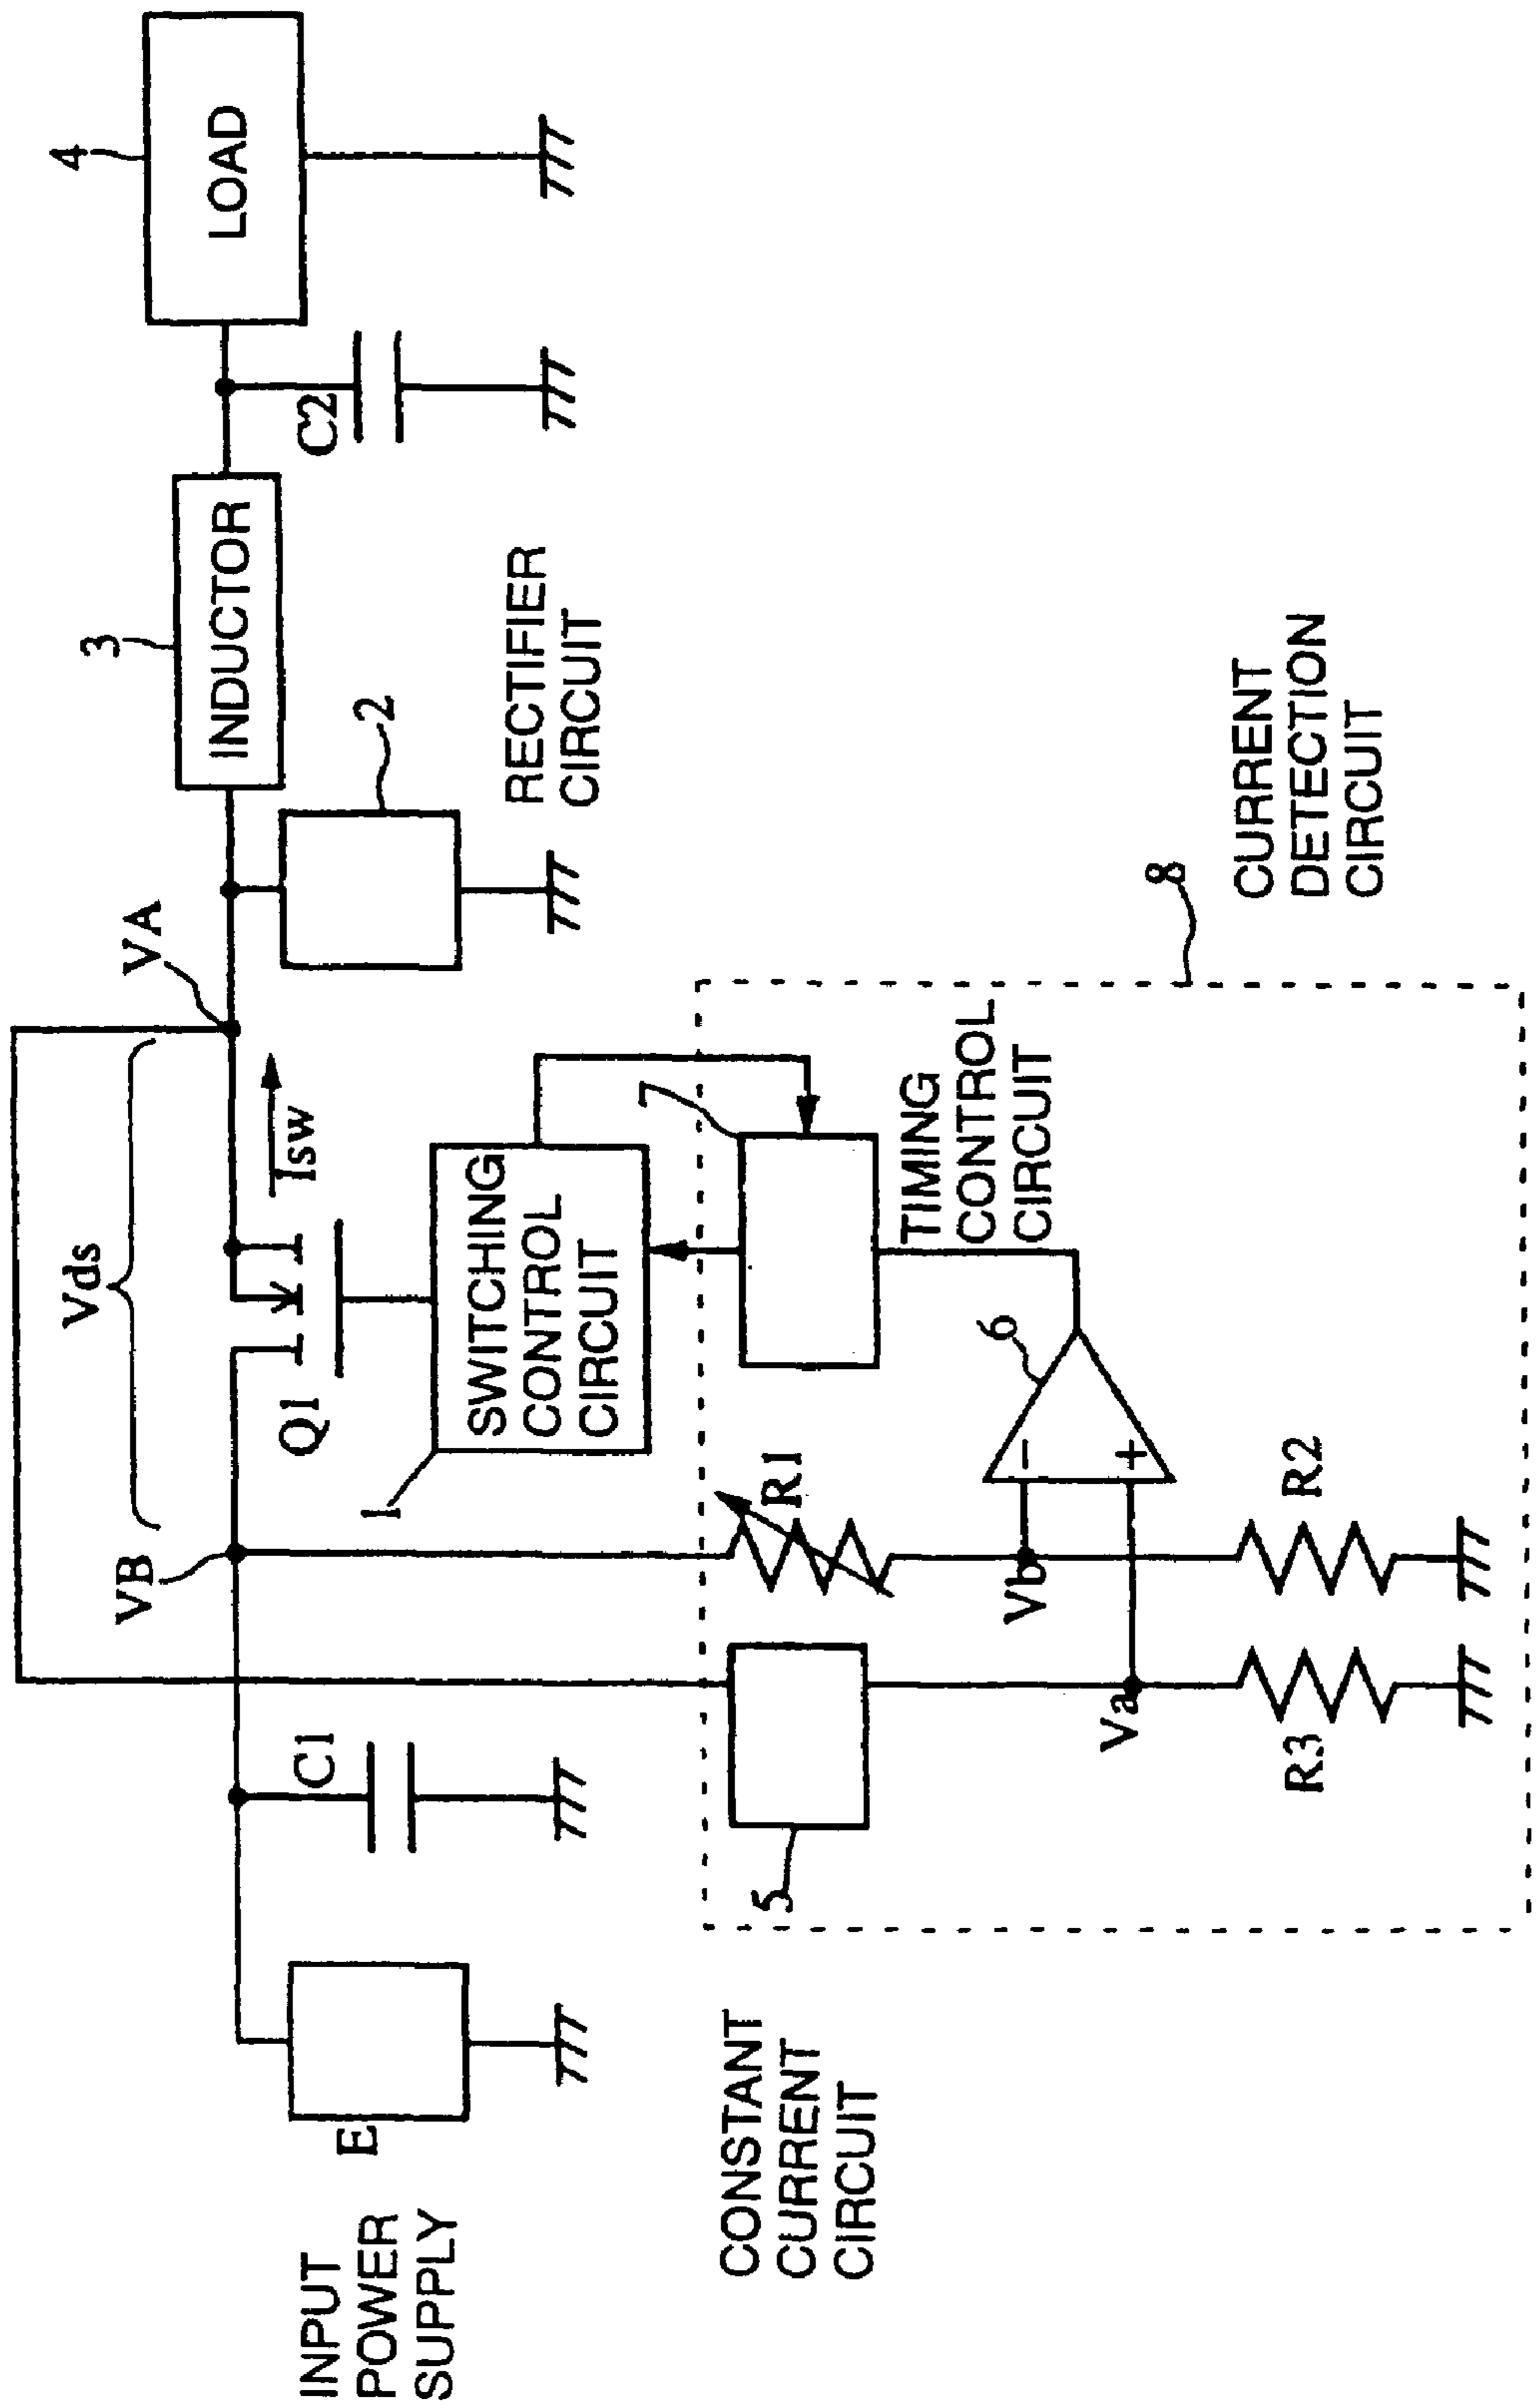 4
LOAD
C2
3
INDUCTOR
2
RECTIFIER
CIRCUIT
VA
Vds
Isw
Q1
1
SWITCHING
CONTROL
CIRCUIT
VB
C1
E
INPUT
POWER
SUPPLY
8
CURRENT
DETECTION
CIRCUIT
7
TIMING
CONTROL
CIRCUIT
6
−
+
R1
Vb
R2
5
Va
R3
CONSTANT
CURRENT
CIRCUIT